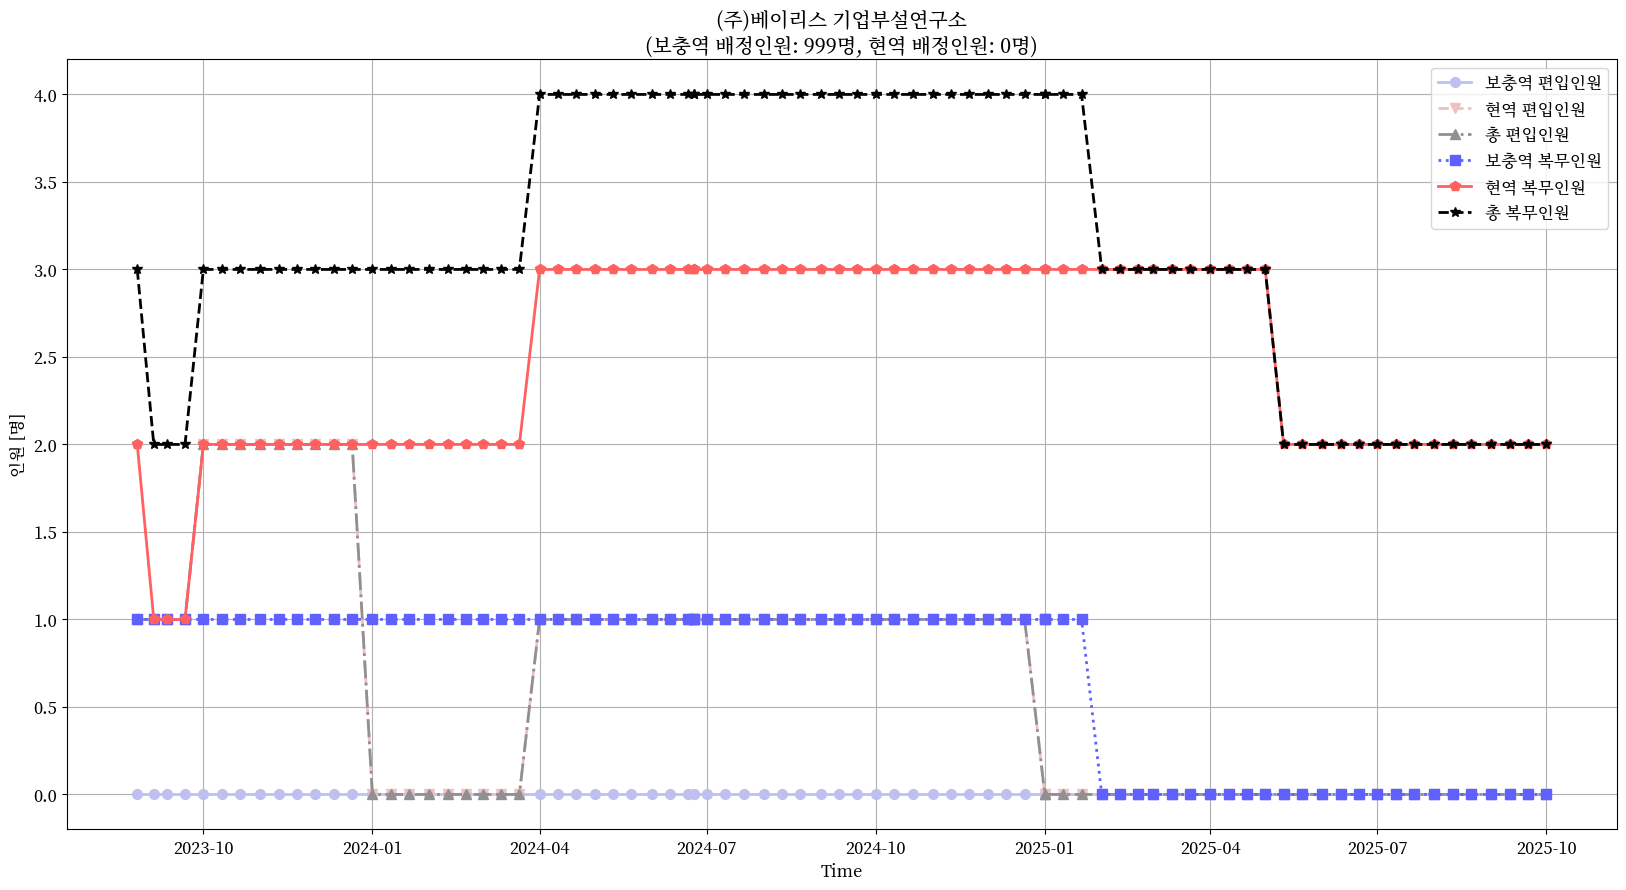 (주)베이리스 기업부설연구소
(보충역 배정인원: 999명, 현역 배정인원: 0명)
보충역 편입인원
현역 편입인원
총 편입인원
보충역 복무인원
현역 복무인원
총 복무인원
4.0
3.5
3.0
2.5
2.0
1.5
1.0
0.5
0.0
인원 [명]
2023-10
2024-01
2024-04
2024-07
2024-10
2025-01
2025-04
2025-07
2025-10
Time